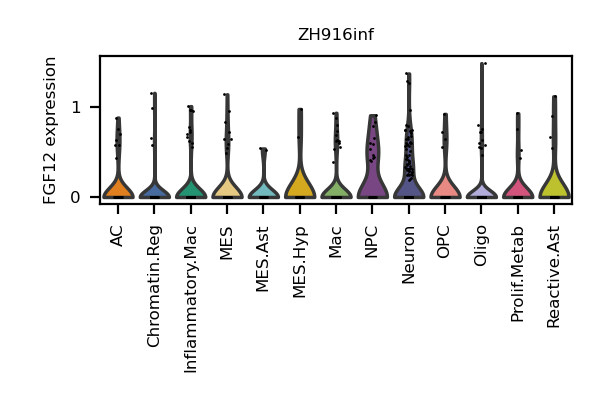 ZH916inf
FGF12 expression
1
0
AC
Chromatin.Reg
Inflammatory.Mac
MES
MES.Ast
MES.Hyp
Mac
NPC
Neuron
OPC
Oligo
Prolif.Metab
Reactive.Ast